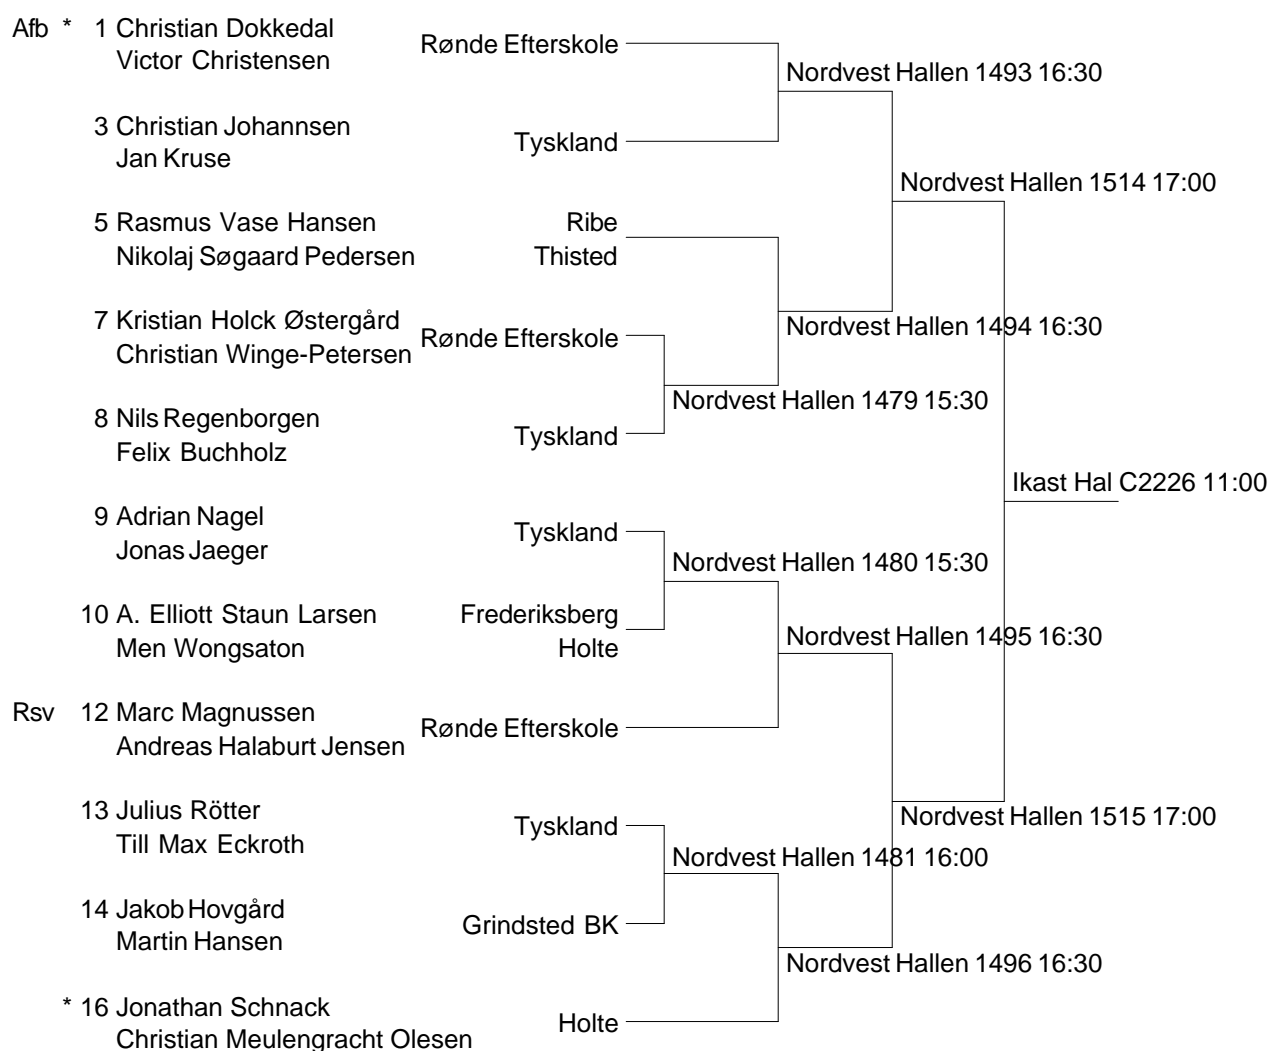 Afb * 1 Christian Dokkedal
Victor Christensen
Rønde Efterskole
Nordvest Hallen 1493 16:30
3 Christian Johannsen
Jan Kruse
Tyskland
Nordvest Hallen 1514 17:00
5 Rasmus Vase Hansen Ribe
Nikolaj Søgaard Pedersen Thisted
7 Kristian Holck Østergård
Christian Winge-Petersen
Rønde Efterskole
Nordvest Hallen 1494 16:30
Nordvest Hallen 1479 15:30
8 Nils Regenborgen
Felix Buchholz
Tyskland
Ikast Hal C2226 11:00
9 Adrian Nagel
Jonas Jaeger
Tyskland
Nordvest Hallen 1480 15:30
10 A. Elliott Staun Larsen Frederiksberg
Men Wongsaton Holte
Nordvest Hallen 1495 16:30
Rsv 12 Marc Magnussen
Andreas Halaburt Jensen
Rønde Efterskole
13 Julius Rötter
Till Max Eckroth
Tyskland
Nordvest Hallen 1515 17:00
Nordvest Hallen 1481 16:00
14 Jakob Hovgård
Martin Hansen
Grindsted BK
Nordvest Hallen 1496 16:30
* 16 Jonathan Schnack
Christian Meulengracht Olesen
Holte